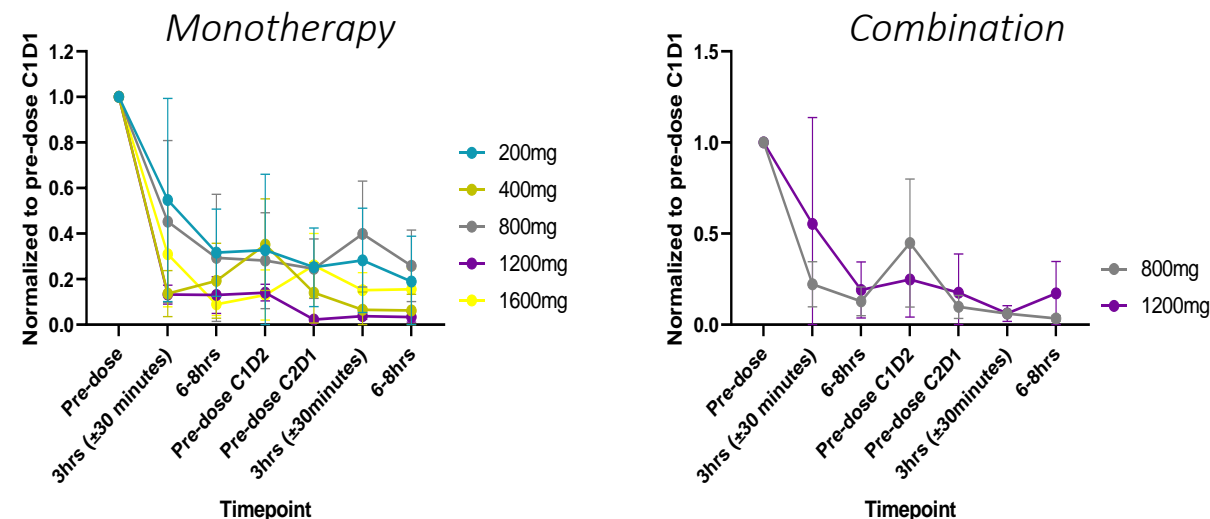 Monotherapy
Normalized to pre-dose C1D1
1.2
1.0
0.8
0.6
0.4
0.2
0.0
Pre-dose
3hrs (±30 minutes)
6-8hrs
Pre-dose C1D2
Pre-dose C2D1
3hrs (±30minutes)
6-8hrs
Timepoint
200mg
400mg
800mg
1200mg
1600mg
Combination
Normalized to pre-dose C1D1
1.5
1.0
0.5
0.0
Pre-dose
3hrs (±30 minutes)
6-8hrs
Pre-dose C1D2
Pre-dose C2D1
3hrs (±30minutes)
6-8hrs
Timepoint
800mg
1200mg